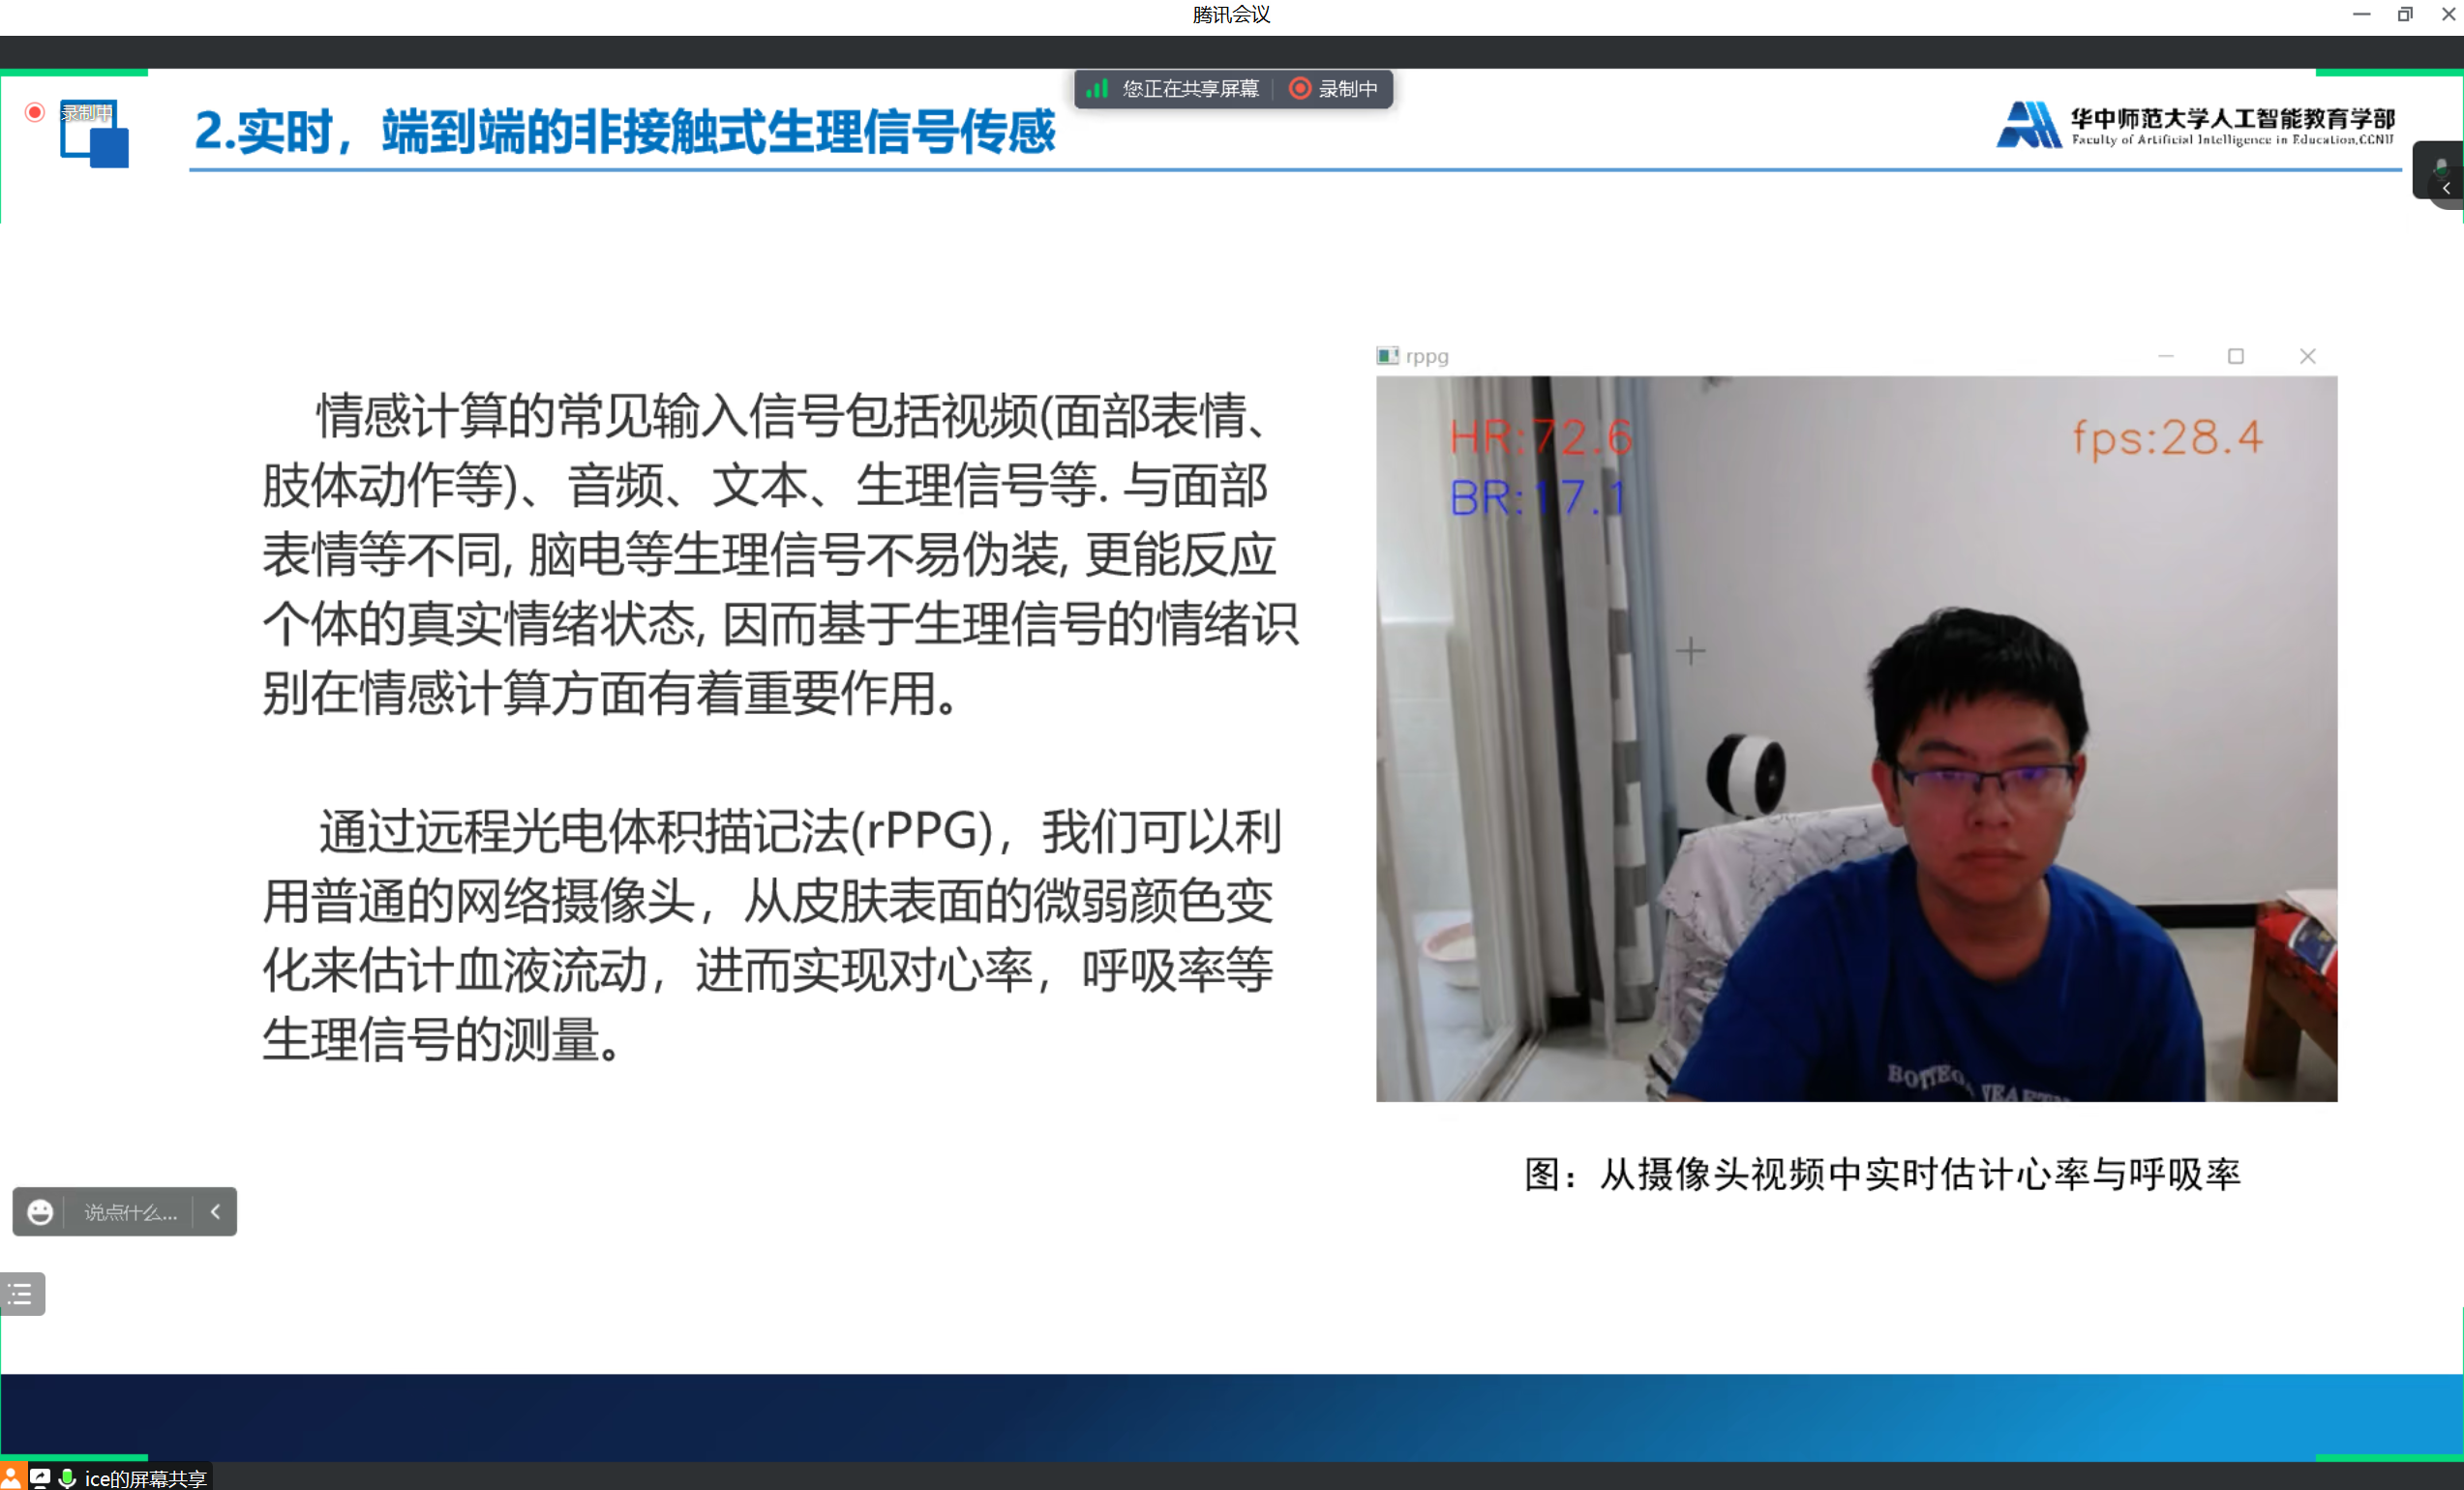 腾讯会议
您正在共享屏幕
录制中
录制中
2.实时，端到端的非接触式生理信号传感
华中师范大学人工智能教育学部
Faculty of Artificial Intelligence in Education,CCNU
情感计算的常见输入信号包括视频(面部表情、
肢体动作等)、音频、文本、生理信号等. 与面部
表情等不同, 脑电等生理信号不易伪装, 更能反应
个体的真实情绪状态, 因而基于生理信号的情绪识
别在情感计算方面有着重要作用。
通过远程光电体积描记法(rPPG)，我们可以利
用普通的网络摄像头，从皮肤表面的微弱颜色变
化来估计血液流动，进而实现对心率，呼吸率等
生理信号的测量。
rppg
HR:72.6
fps:28.4
BR:17.1
BOTTEGA
图：从摄像头视频中实时估计心率与呼吸率
说点什么...
ice的屏幕共享